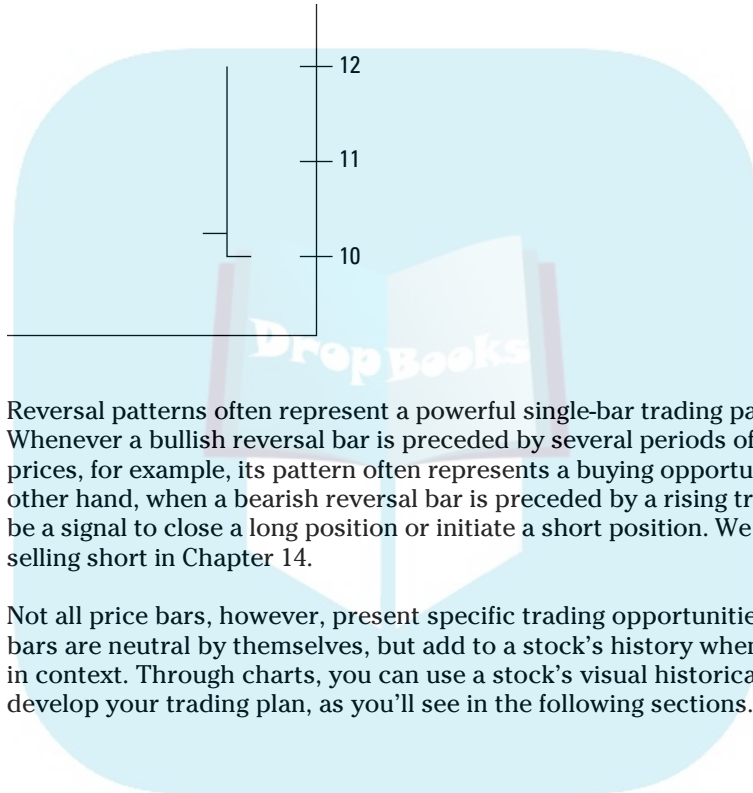 12
11
10
DropBooks
Reversal patterns often represent a powerful single-bar trading pa
Whenever a bullish reversal bar is preceded by several periods of
prices, for example, its pattern often represents a buying opportu
other hand, when a bearish reversal bar is preceded by a rising tr
be a signal to close a long position or initiate a short position. We
selling short in Chapter 14.
Not all price bars, however, present specific trading opportunitie
bars are neutral by themselves, but add to a stock's history when
in context. Through charts, you can use a stock's visual historica
develop your trading plan, as you'll see in the following sections.